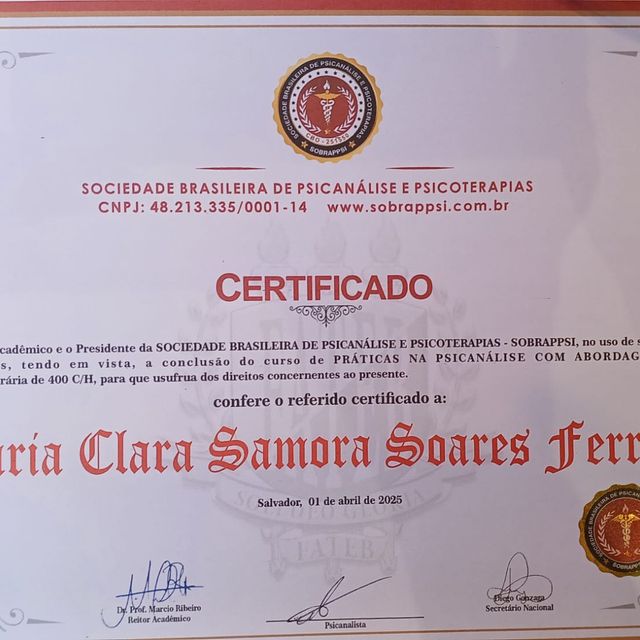 SOCIEDADE BRASILEIRA DE PSICANÁLISE E PSICOTERAPIAS
SOBRAPPSI
SOCIEDADE BRASILEIRA DE PSICANÁLISE E PSICOTERAPIAS
CNPJ: 48.213.335/0001-14 www.sobrappsi.com.br
CERTIFICADO
cadêmico e o Presidente da SOCIEDADE BRASILEIRA DE PSICANÁLISE E PSICOTERAPIAS - SOBRAPPSI, no uso de s
s, tendo em vista, a conclusão do curso de PRÁTICAS NA PSICANÁLISE COM ABORDAG
rária de 400 C/H, para que usufrua dos direitos concernentes ao presente.
confere o referido certificado a:
ria Clara Samora Soares Ferr
Salvador, 01 de abril de 2025
FATEB
Dr. Prof. Marcio Ribeiro
Reitor Acadêmico
Psicanalista
Diogo Gonzaga
Secretário Nacional